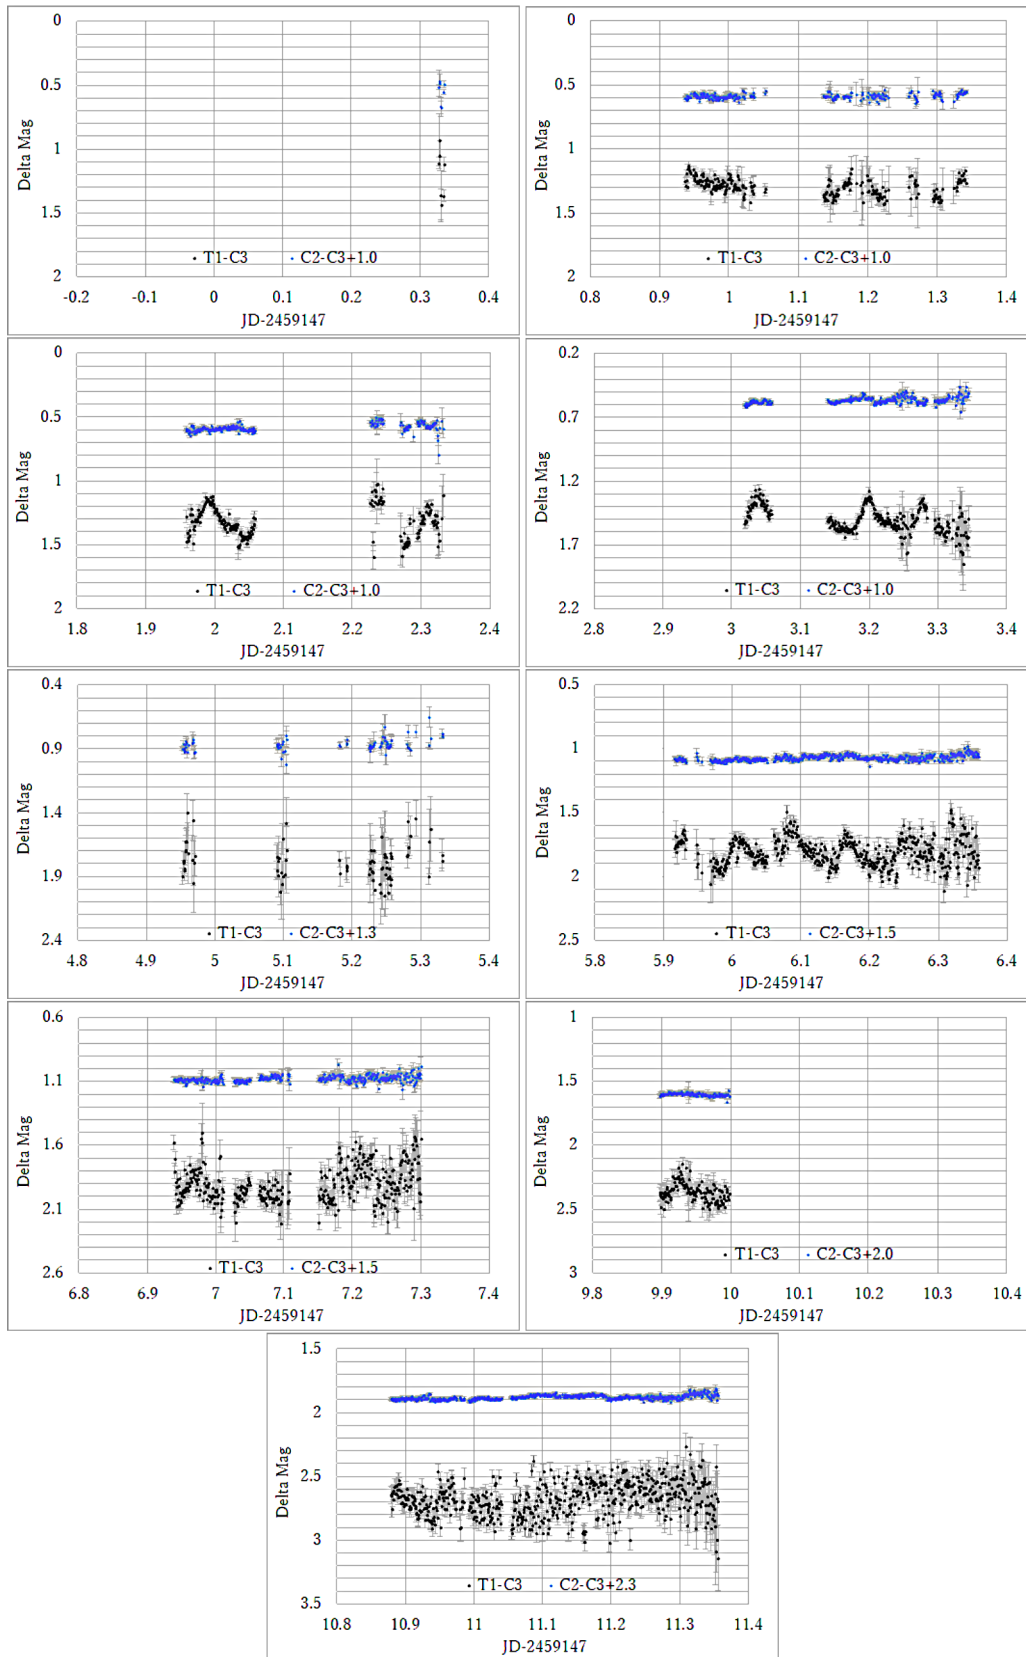 0
0.5
1
1.5
2
Delta Mag
T1-C3 C2-C3+1.0
-0.2 -0.1 0 0.1 0.2 0.3 0.4
JD-2459147
0
0.5
1
1.5
2
Delta Mag
T1-C3 C2-C3+1.0
0.8 0.9 1 1.1 1.2 1.3 1.4
JD-2459147
0
0.5
1
1.5
2
Delta Mag
T1-C3 C2-C3+1.0
1.8 1.9 2 2.1 2.2 2.3 2.4
JD-2459147
0.2
0.7
1.2
1.7
2.2
Delta Mag
T1-C3 C2-C3+1.0
2.8 2.9 3 3.1 3.2 3.3 3.4
JD-2459147
0.4
0.9
1.4
1.9
2.4
Delta Mag
T1-C3 C2-C3+1.3
4.8 4.9 5 5.1 5.2 5.3 5.4
JD-2459147
0.5
1
1.5
2
2.5
Delta Mag
T1-C3 C2-C3+1.5
5.8 5.9 6 6.1 6.2 6.3 6.4
JD-2459147
0.6
1.1
1.6
2.1
2.6
Delta Mag
T1-C3 C2-C3+1.5
6.8 6.9 7 7.1 7.2 7.3 7.4
JD-2459147
1
1.5
2
2.5
3
Delta Mag
T1-C3 C2-C3+2.0
9.8 9.9 10 10.1 10.2 10.3 10.4
JD-2459147
1.5
2
2.5
3
3.5
Delta Mag
T1-C3 C2-C3+2.3
10.8 10.9 11 11.1 11.2 11.3 11.4
JD-2459147